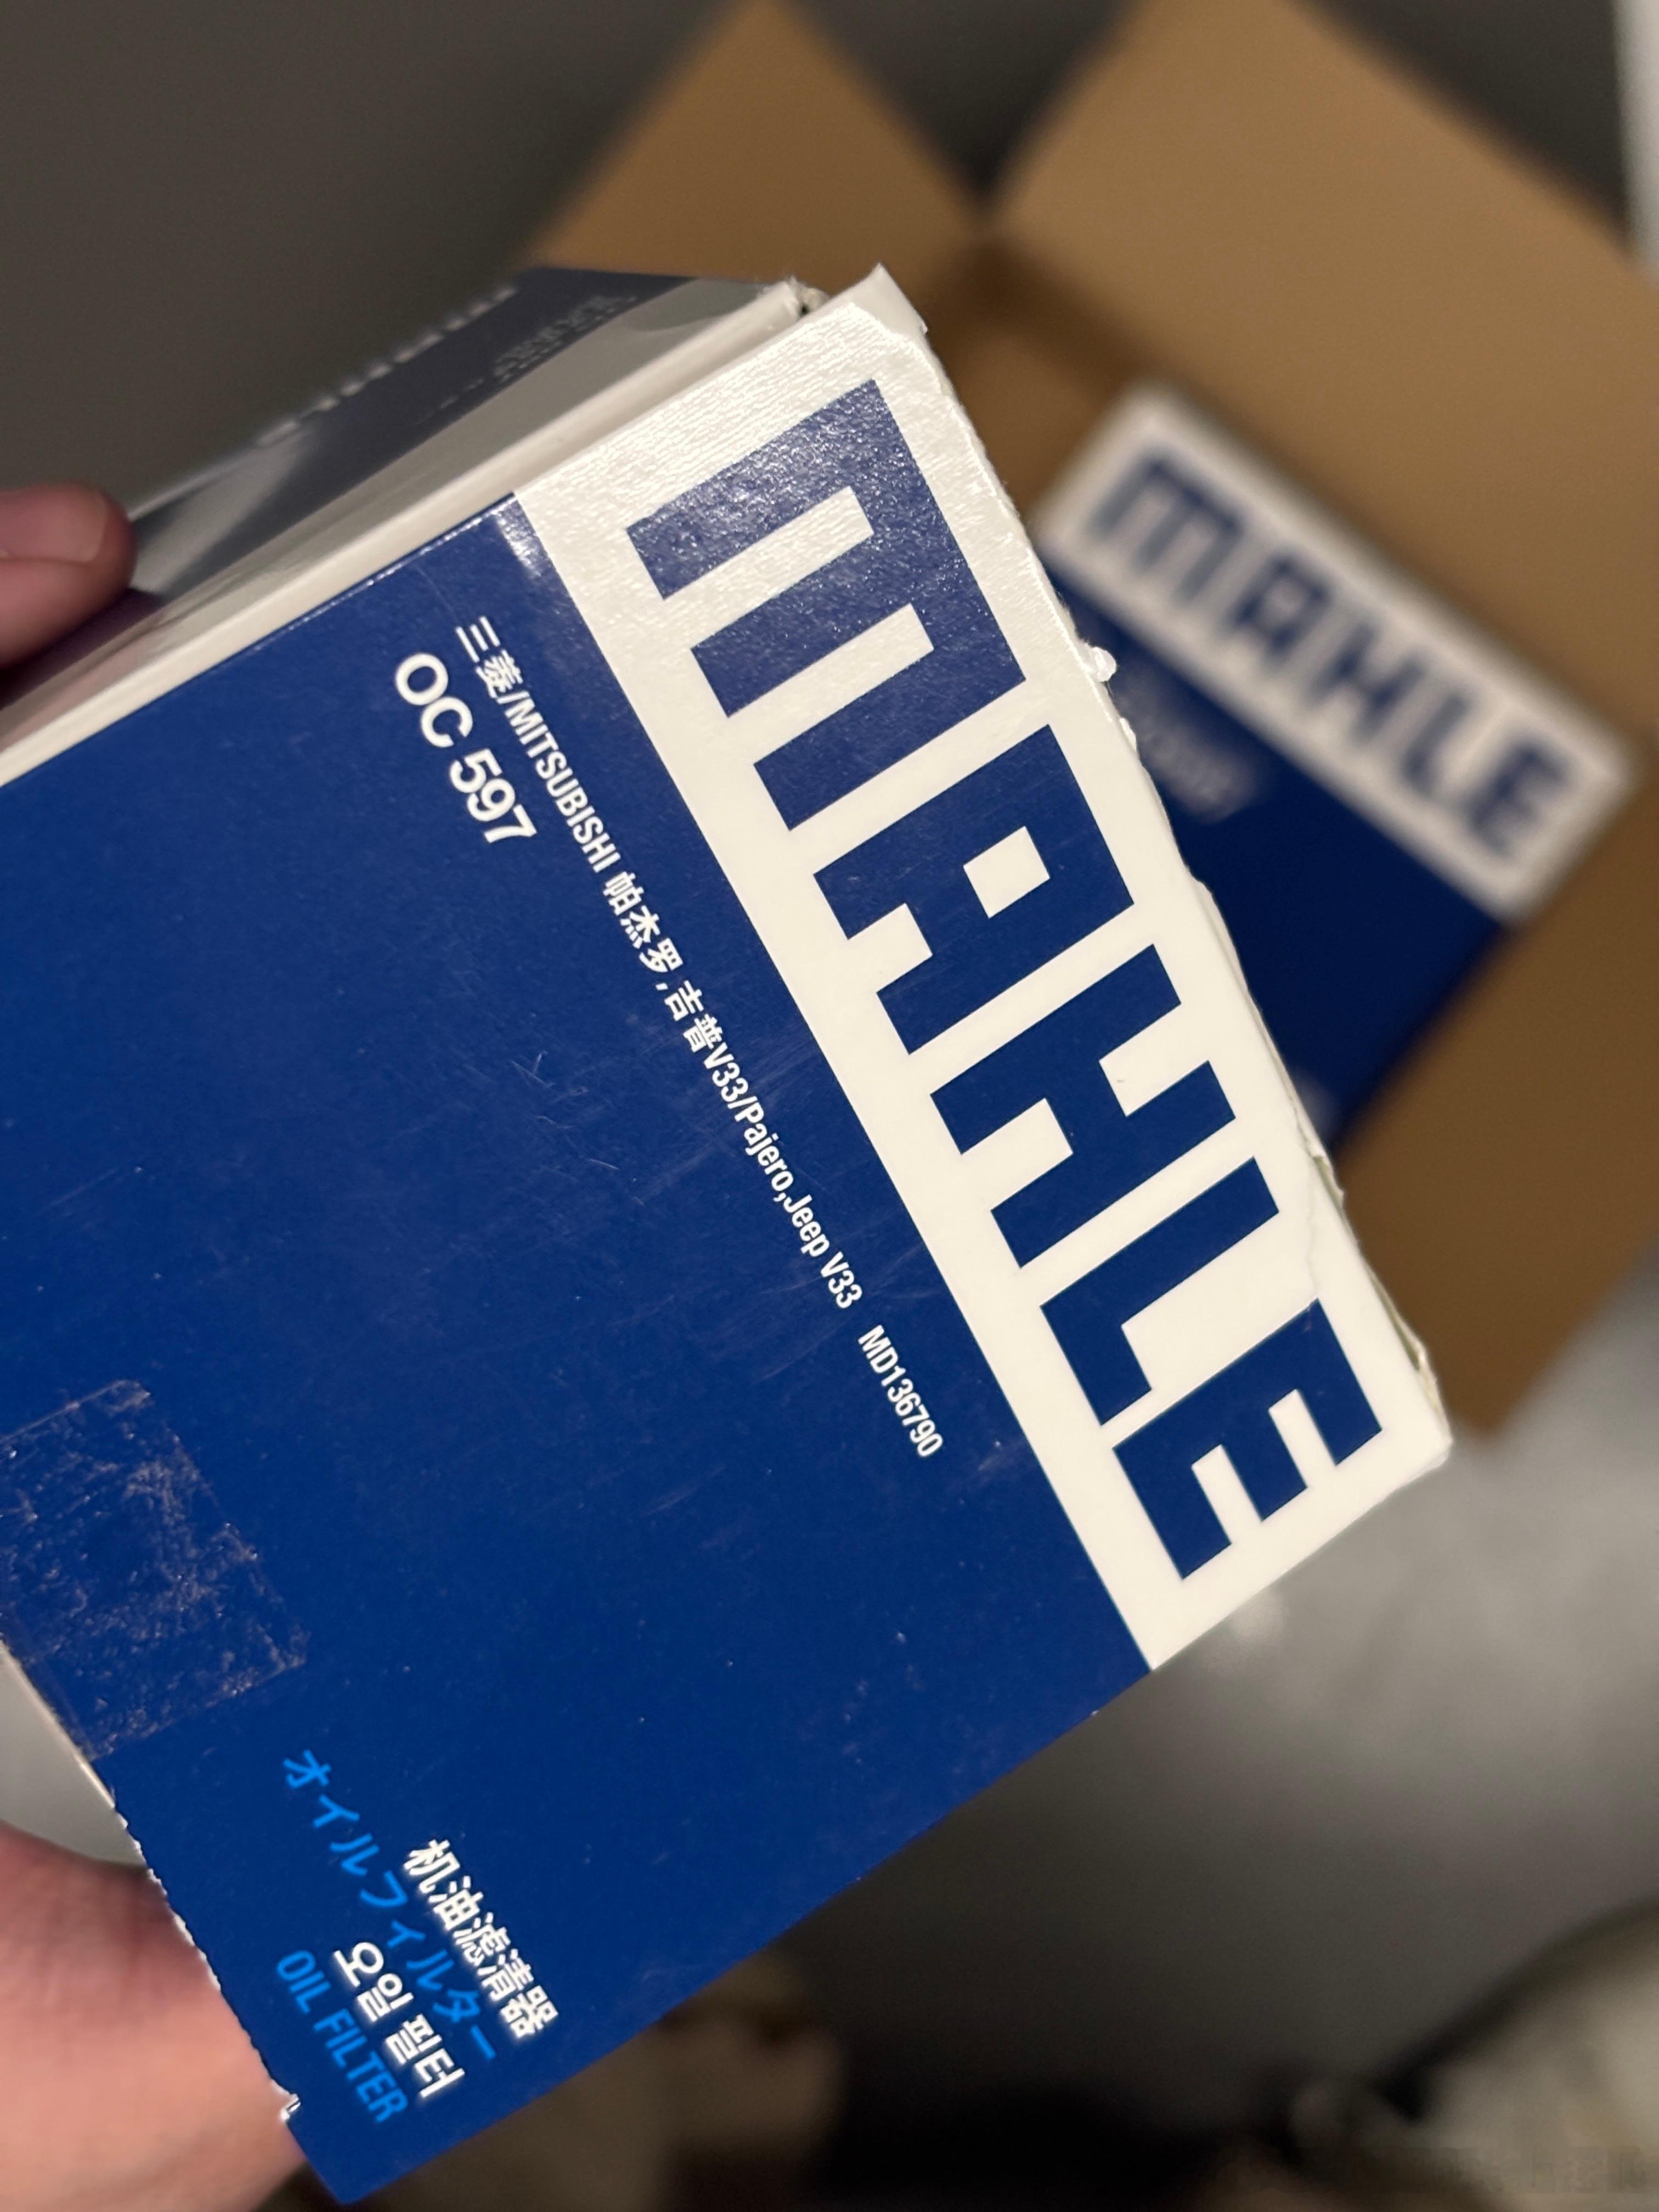 MAHLE
三菱/MITSUBISHI 帕杰罗,吉普V33/Pajero,Jeep V33 MD136790
OC 597
机油滤清器
オイルフィルター
오일 필터
OIL FILTER
MAHLE